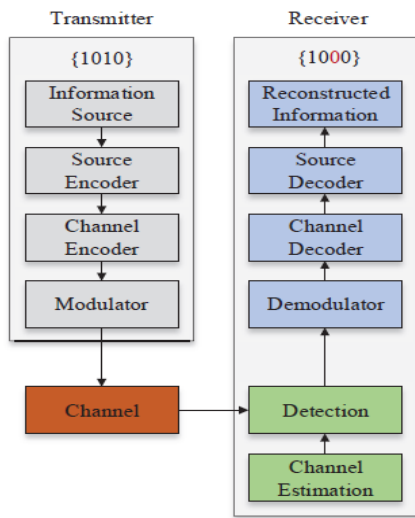 Transmitter
{1010}
Information
Source
Source
Encoder
Channel
Encoder
Modulator
Channel
Receiver
{1000}
Reconstructed
Information
Source
Decoder
Channel
Decoder
Demodulator
Detection
Channel
Estimation